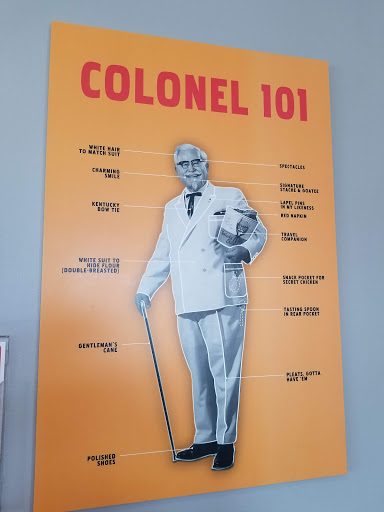 COLONEL 101
WHITE HAIR
TO MATCH SUIT
CHARMING
SMILE
KENTUCKY
BOW TIE
WHITE SUIT TO
HIDE FLOUR
(DOUBLE-BREASTED)
GENTLEMAN'S
CANE
POLISHED
SHOES
SPECTACLES
SIGNATURE
STACHE & GOATEE
LAPEL PINS
IN MY LIKENESS
RED NAPKIN
TRAVEL
COMPANION
SNACK POCKET FOR
SECRET CHICKEN
TASTING SPOON
IN REAR POCKET
PLEATS, GOTTA
HAVE 'EM